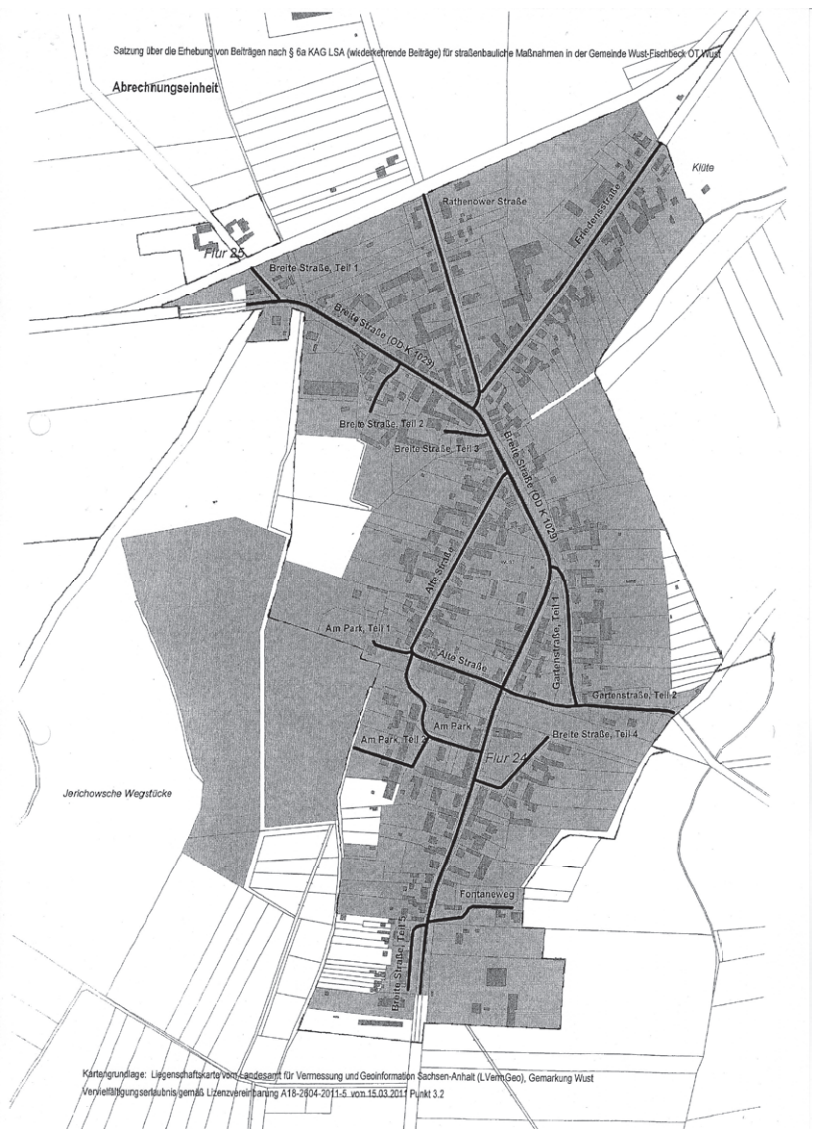 Satzung über die Erhebung von Beiträgen nach § 6a KAG LSA (wiederkehrende Beiträge) für straßenbauliche Maßnahmen in der Gemeinde Wust-Fischbeck OT Wust
Abrechnungseinheit
Klüte
Rathenower Straße
Friedensstraße
Flur 25
Breite Straße, Teil 1
Breite Straße (OD K 1029)
Breite Straße, Teil 2
Breite Straße, Teil 3
Breite Straße (OD K 1029)
Alte Straße
Gartenstraße, Teil 1
Am Park, Teil 1
Alte Straße
Gartenstraße, Teil 2
Am Park
Breite Straße, Teil 4
Am Park, Teil 2
Flur 24
Jerichowsche Wegstücke
Fontaneweg
Breite Straße, Teil 5
Kartengrundlage: Liegenschaftskarte vom Landesamt für Vermessung und Geoinformation Sachsen-Anhalt (LVermGeo), Gemarkung Wust
Vervielfältigungserlaubnis gemäß Lizenzvereinbarung A18-2604-2011-5 vom 15.03.2011 Punkt 3.2